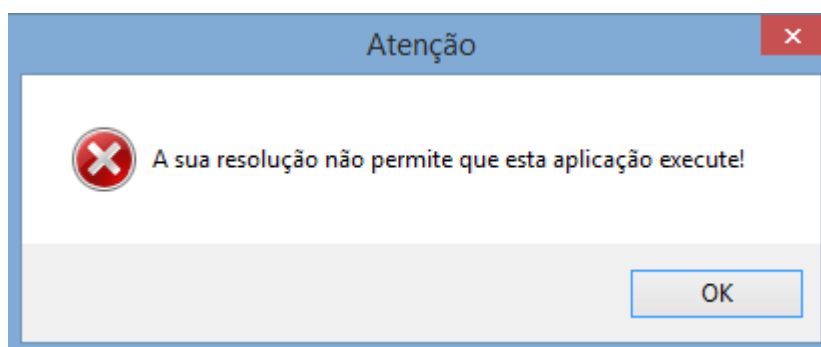 Atenção
A sua resolução não permite que esta aplicação execute!
OK